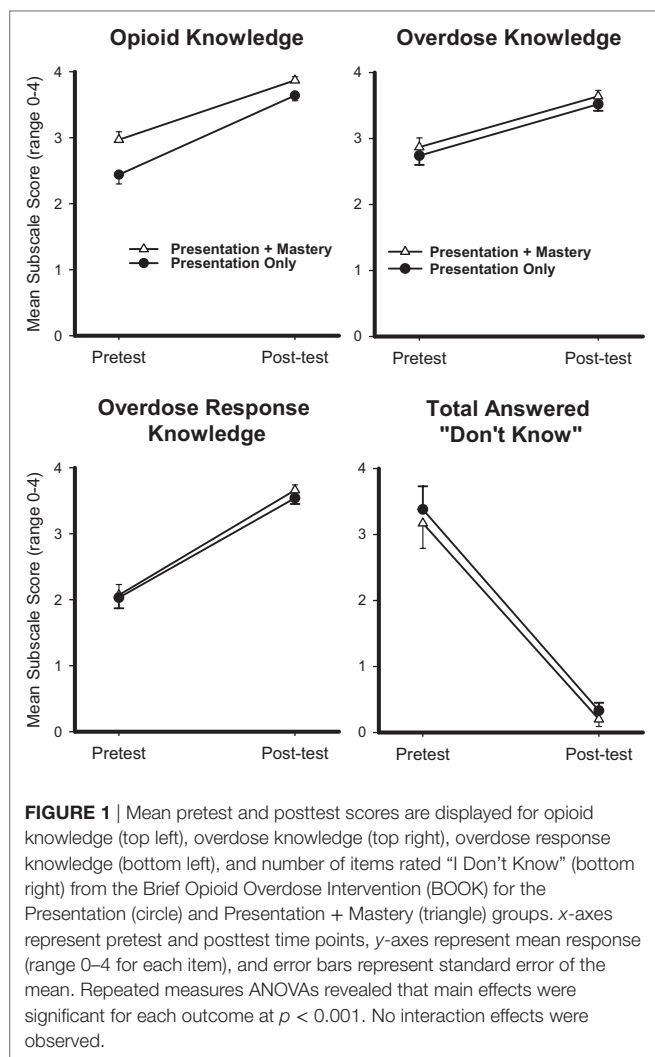 Opioid Knowledge
Mean Subscale Score (range 0-4)
4
3
2
1
0
Presentation + Mastery
Presentation Only
Pretest
Post-test
Overdose Knowledge
4
3
2
1
0
Presentation + Mastery
Presentation Only
Pretest
Post-test
Overdose Response
Knowledge
Mean Subscale Score (range 0-4)
4
3
2
1
0
Pretest
Post-test
Total Answered
"Don't Know"
4
3
2
1
0
Pretest
Post-test
FIGURE 1 | Mean pretest and posttest scores are displayed for opioid
knowledge (top left), overdose knowledge (top right), overdose response
knowledge (bottom left), and number of items rated “I Don’t Know” (bottom
right) from the Brief Opioid Overdose Intervention (BOOK) for the
Presentation (circle) and Presentation + Mastery (triangle) groups. x-axes
represent pretest and posttest time points, y-axes represent mean response
(range 0–4 for each item), and error bars represent standard error of the
mean. Repeated measures ANOVAs revealed that main effects were
significant for each outcome at p < 0.001. No interaction effects were
observed.